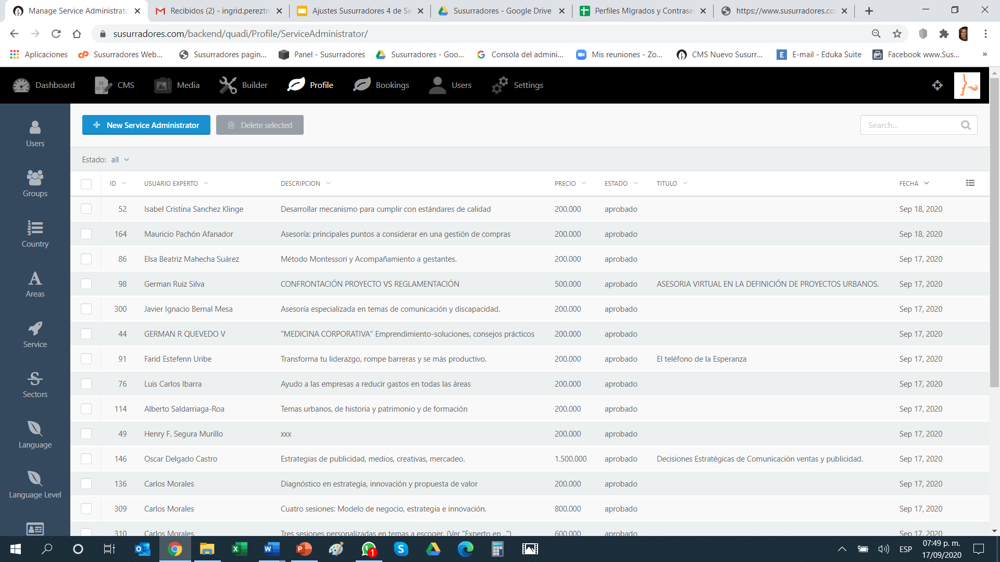 Manage Service Administrato
Recibidos (2) - ingrid.pereztru
Ajustes Susurradores 4 de Se
Susurradores - Google Drive
Perfiles MIgrados y Contrase
https://www.susurradores.co
susurradores.com/backend/quadi/Profile/ServiceAdministrator/
Aplicaciones
Susurradores Web...
Susurradores pagin...
Panel - Susurradores
Susurradores - Goo...
Consola del admini...
Mis reuniones - Zo...
CMS Nuevo Susurr...
E-mail - Eduka Suite
Facebook www.Sus...
»
Dashboard
CMS
Media
Builder
Profile
Bookings
Users
Settings
Users
Groups
Country
Areas
Service
Sectors
Language
Language Level
New Service Administrator
Delete selected
Search...
Estado: all
ID USUARIO EXPERTO DESCRIPCION PRECIO ESTADO TITULO FECHA
52 Isabel Cristina Sanchez Klinge Desarrollar mecanismo para cumplir con estándares de calidad 200.000 aprobado Sep 18, 2020
164 Mauricio Pachón Afanador Asesoría: principales puntos a considerar en una gestión de compras 200.000 aprobado Sep 18, 2020
86 Elsa Beatriz Mahecha Suárez Método Montessori y Acompañamiento a gestantes. 200.000 aprobado Sep 17, 2020
98 German Ruiz Silva CONFRONTACIÓN PROYECTO VS REGLAMENTACIÓN 500.000 aprobado ASESORIA VIRTUAL EN LA DEFINICIÓN DE PROYECTOS URBANOS. Sep 17, 2020
300 Javier Ignacio Bernal Mesa Asesoría especializada en temas de comunicación y discapacidad. 200.000 aprobado Sep 17, 2020
44 GERMAN R QUEVEDO V "MEDICINA CORPORATIVA" Emprendimiento-soluciones, consejos prácticos 200.000 aprobado Sep 17, 2020
91 Farid Estefenn Uribe Transforma tu liderazgo, rompe barreras y se más productivo. 200.000 aprobado El teléfono de la Esperanza Sep 17, 2020
76 Luis Carlos Ibarra Ayudo a las empresas a reducir gastos en todas las áreas 200.000 aprobado Sep 17, 2020
114 Alberto Saldarriaga-Roa Temas urbanos, de historia y patrimonio y de formación 200.000 aprobado Sep 17, 2020
49 Henry F. Segura Murillo xxx 200.000 aprobado Sep 17, 2020
146 Oscar Delgado Castro Estrategias de publicidad, medios, creativas, mercadeo. 1.500.000 aprobado Decisiones Estratégicas de Comunicación ventas y publicidad. Sep 17, 2020
136 Carlos Morales Diagnóstico en estrategia, innovación y propuesta de valor 200.000 aprobado Sep 17, 2020
309 Carlos Morales Cuatro sesiones: Modelo de negocio, estrategia e innovación. 800.000 aprobado Sep 17, 2020
310 Carlos Morales Tres sesiones personalizadas en temas a escoger. (Ver "Experto en ..") 600.000 aprobado Sep 17, 2020
1
ESP
07:49 p. m.
17/09/2020